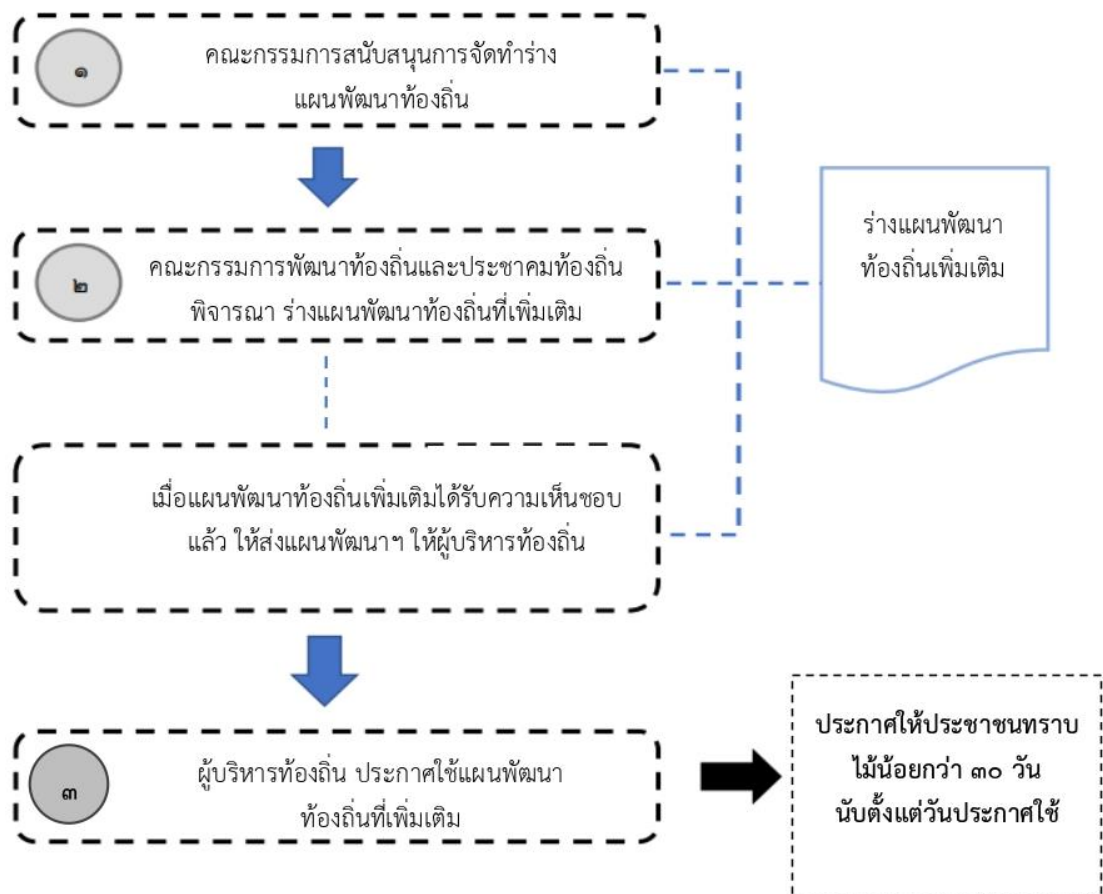 ๑
คณะกรรมการสนับสนุนการจัดทำร่าง
แผนพัฒนาท้องถิ่น
๒
คณะกรรมการพัฒนาท้องถิ่นและประชาคมท้องถิ่น
พิจารณา ร่างแผนพัฒนาท้องถิ่นที่เพิ่มเติม
ร่างแผนพัฒนา
ท้องถิ่นเพิ่มเติม
เมื่อแผนพัฒนาท้องถิ่นเพิ่มเติมได้รับความเห็นชอบ
แล้ว ให้ส่งแผนพัฒนาฯ ให้ผู้บริหารท้องถิ่น
๓
ผู้บริหารท้องถิ่น ประกาศใช้แผนพัฒนา
ท้องถิ่นที่เพิ่มเติม
ประกาศให้ประชาชนทราบ
ไม้น้อยกว่า ๓๐ วัน
นับตั้งแต่วันประกาศใช้